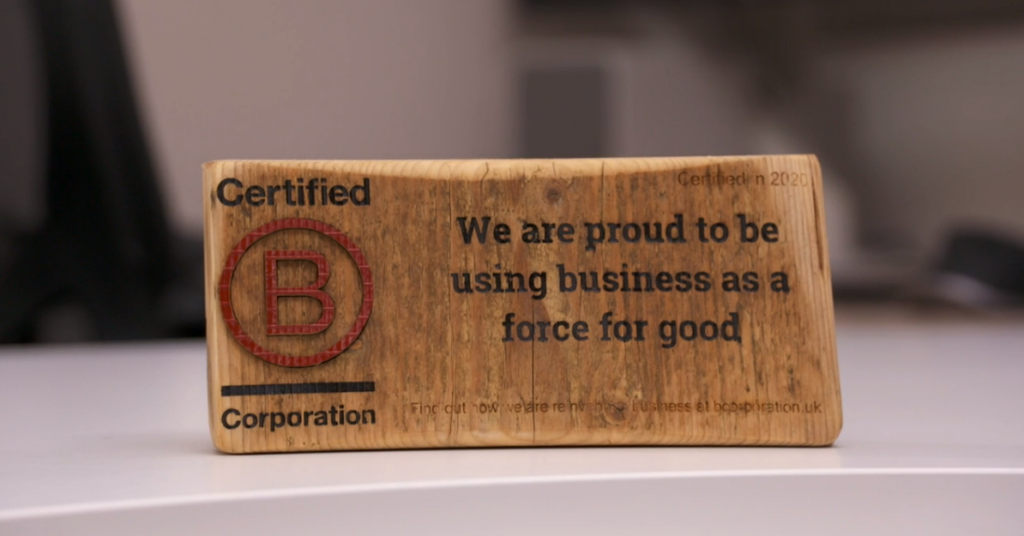 Certified
B
Corporation
Certified in 2020
We are proud to be
using business as a
force for good
Find out how we are business at bcorporation.uk